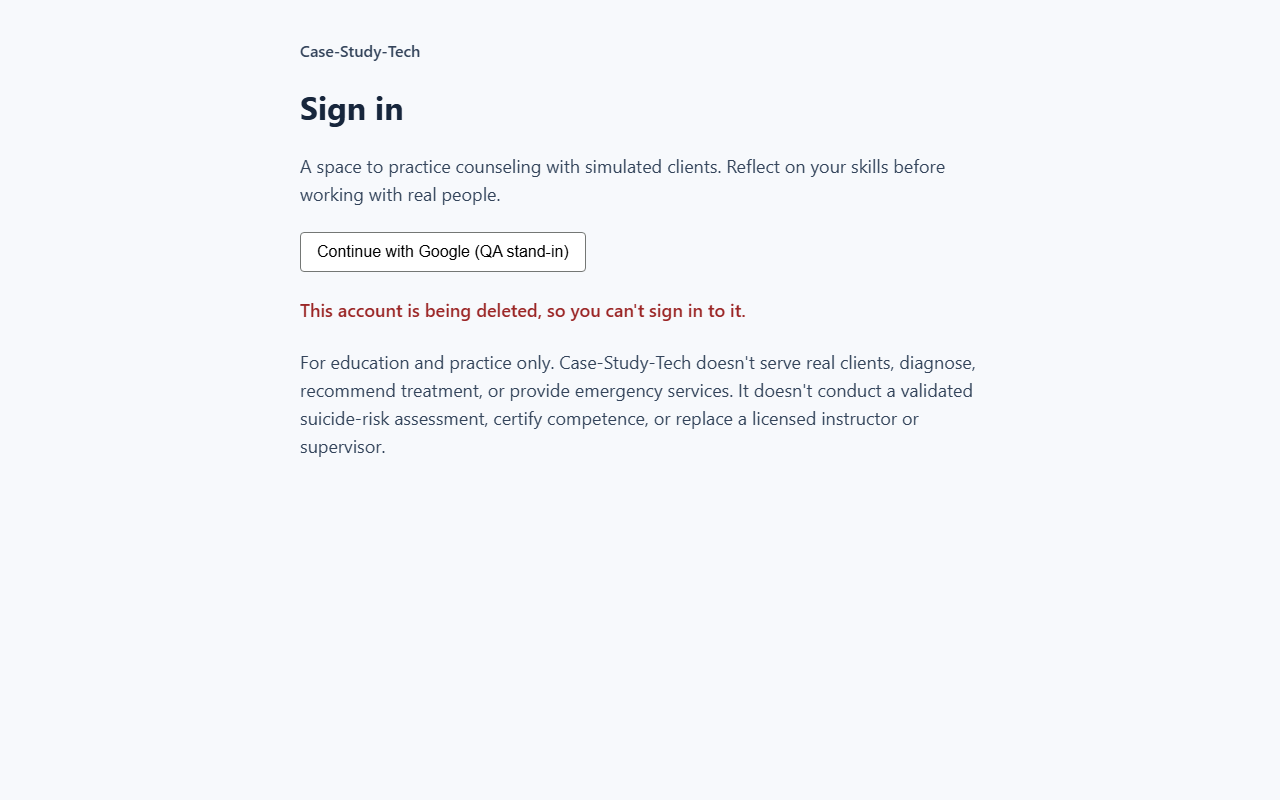 Case-Study-Tech
Sign in
A space to practice counseling with simulated clients. Reflect on your skills before
working with real people.
Continue with Google (QA stand-in)
This account is being deleted, so you can't sign in to it.
For education and practice only. Case-Study-Tech doesn't serve real clients, diagnose,
recommend treatment, or provide emergency services. It doesn't conduct a validated
suicide-risk assessment, certify competence, or replace a licensed instructor or
supervisor.